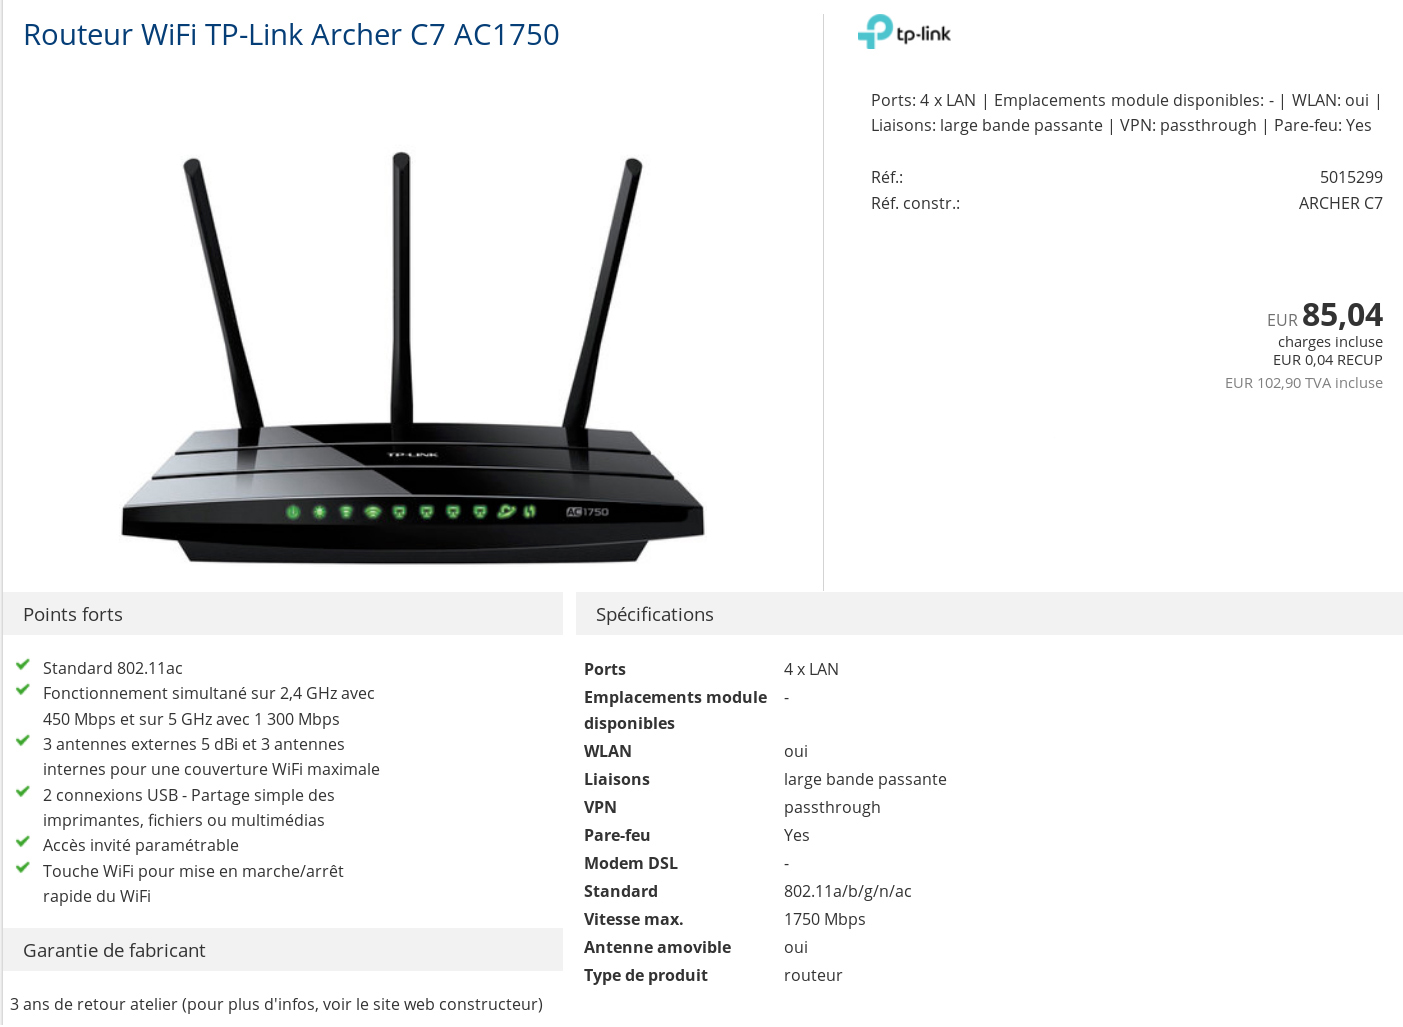 Routeur WiFi TP-Link Archer C7 AC1750
tp-link
Ports: 4 x LAN | Emplacements module disponibles: - | WLAN: oui |
Liaisons: large bande passante | VPN: passthrough | Pare-feu: Yes
Réf.: 5015299
Réf. constr.: ARCHER C7
EUR 85,04
charges incluse
EUR 0,04 RECUP
EUR 102,90 TVA incluse
TP-LINK
AC1750
Points forts
Standard 802.11ac
Fonctionnement simultané sur 2,4 GHz avec
450 Mbps et sur 5 GHz avec 1 300 Mbps
3 antennes externes 5 dBi et 3 antennes
internes pour une couverture WiFi maximale
2 connexions USB - Partage simple des
imprimantes, fichiers ou multimédias
Accès invité paramétrable
Touche WiFi pour mise en marche/arrêt
rapide du WiFi
Garantie de fabricant
3 ans de retour atelier (pour plus d'infos, voir le site web constructeur)
Spécifications
Ports 4 x LAN
Emplacements module -
disponibles
WLAN oui
Liaisons large bande passante
VPN passthrough
Pare-feu Yes
Modem DSL -
Standard 802.11a/b/g/n/ac
Vitesse max. 1750 Mbps
Antenne amovible oui
Type de produit routeur